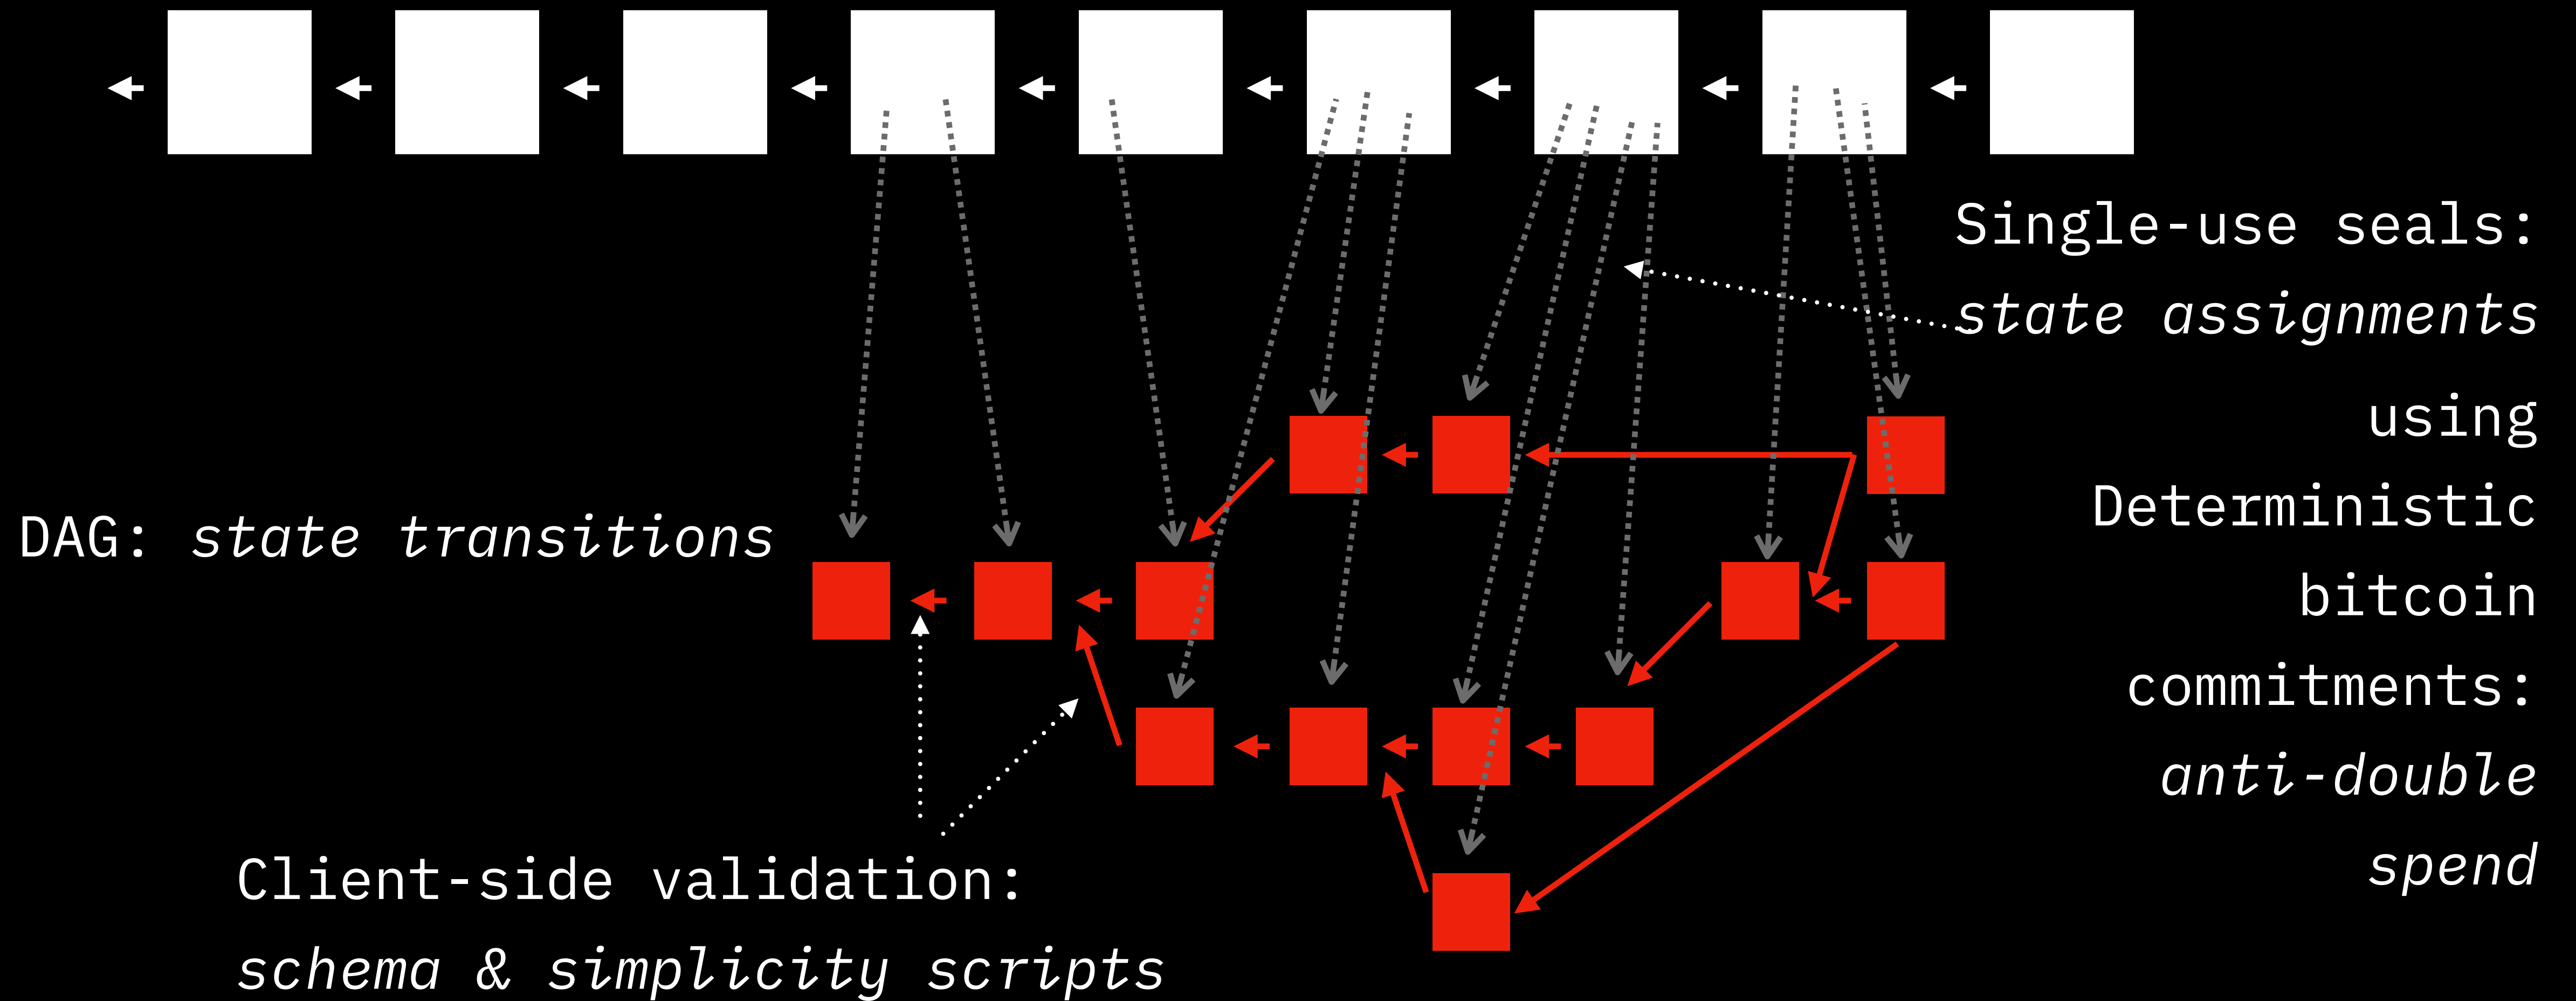 Single-use seals:
state assignments
using
Deterministic
bitcoin
commitments:
anti-double
spend
DAG: state transitions
Client-side validation:
schema & simplicity scripts